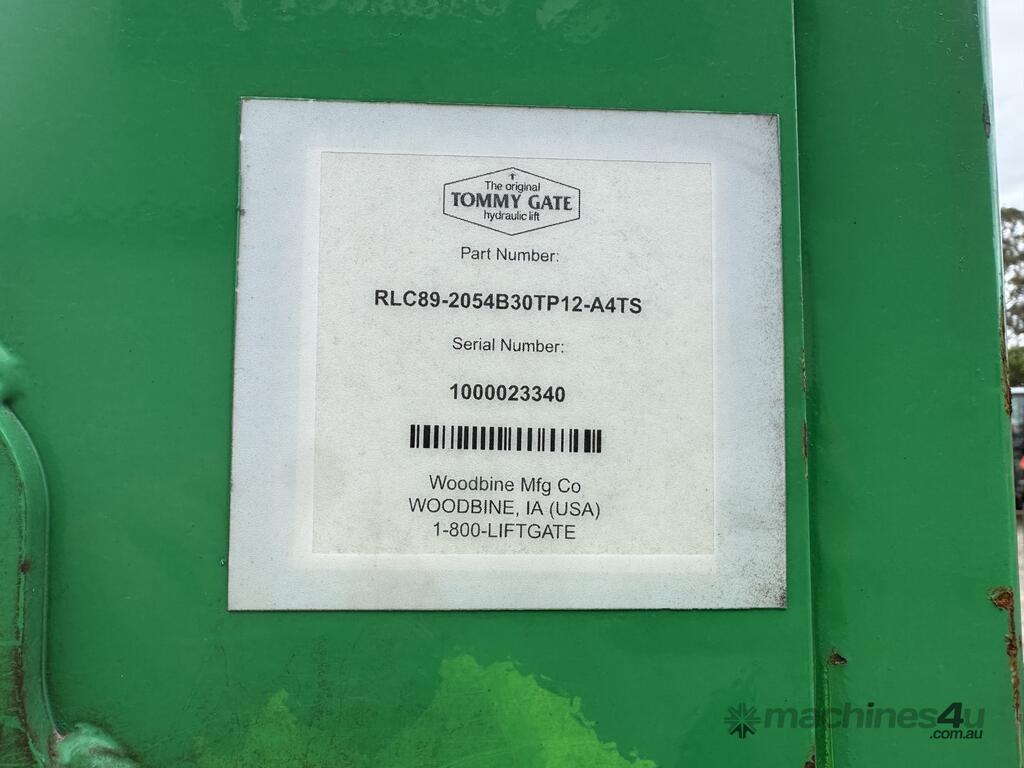 The original
TOMMY GATE
hydraulic lift
Part Number:
RLC89-2054B30TP12-A4TS
Serial Number:
1000023340
Woodbine Mfg Co
WOODBINE, IA (USA)
1-800-LIFTGATE
machines4u
.com.au